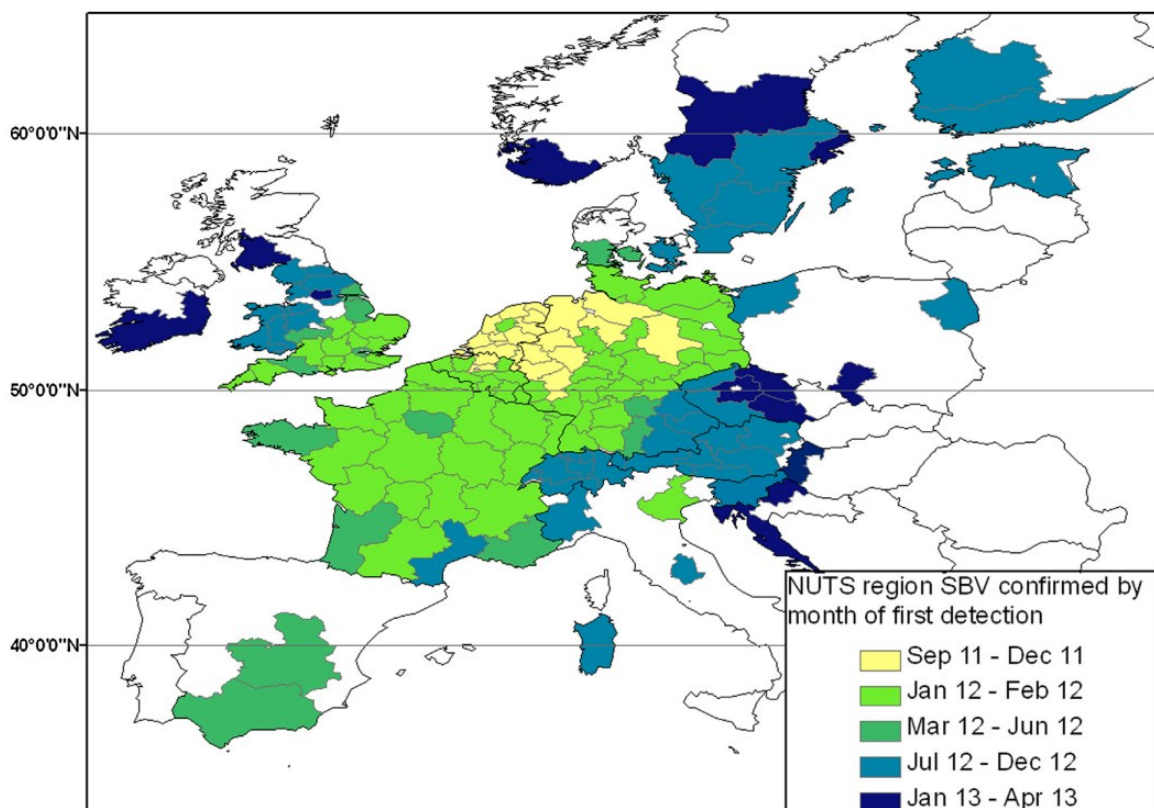 60°0'0"N
50°0'0"N
40°0'0"N
NUTS region SBV confirmed by
month of first detection
Sep 11 - Dec 11
Jan 12 - Feb 12
Mar 12 - Jun 12
Jul 12 - Dec 12
Jan 13 - Apr 13